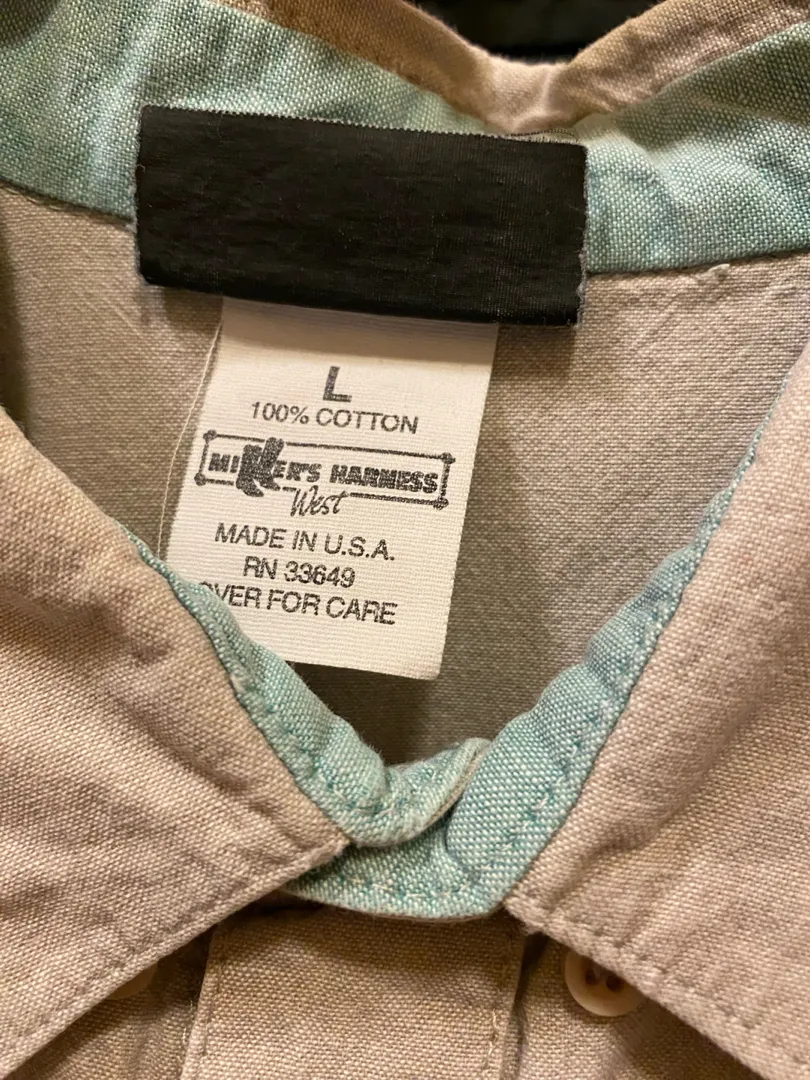 L
100% COTTON
MILLER'S HARNESS
West
MADE IN U.S.A.
RN 33649
OVER FOR CARE